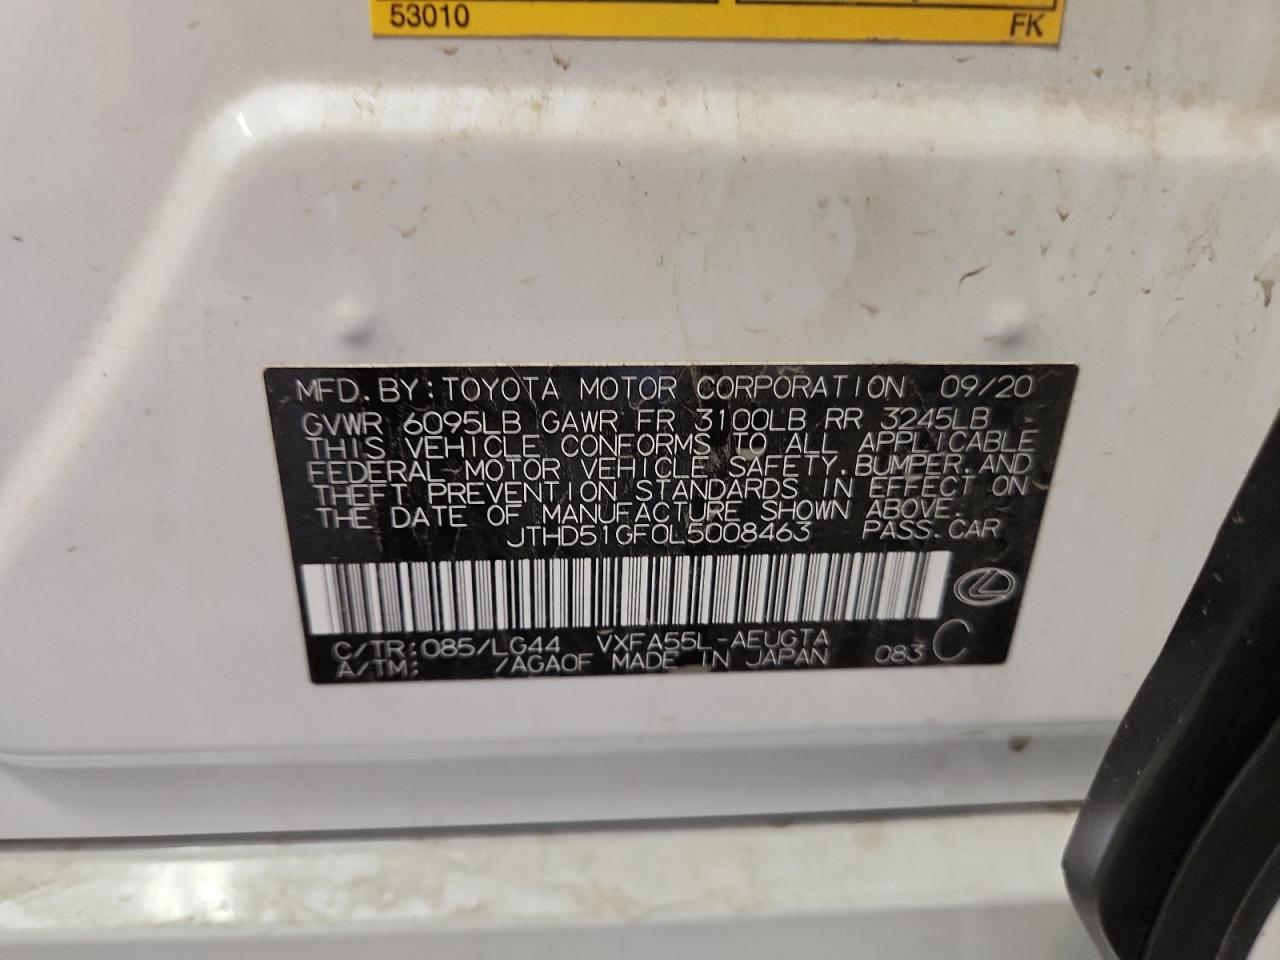 53010 FK
MFD. BY: TOYOTA MOTOR CORPORATION 09/20
GVWR 6095LB GAWR FR 3100LB RR 3245LB
THIS VEHICLE CONFORMS TO ALL APPLICABLE
FEDERAL MOTOR VEHICLE SAFETY, BUMPER, AND
THEFT PREVENTION STANDARDS IN EFFECT ON
THE DATE OF MANUFACTURE SHOWN ABOVE.
JTHD51GF0L5008463 PASS.CAR
C/TR: 085/LG44 VXFA55L-AEUGTA
A/TM: /AGA0F MADE IN JAPAN 083 C